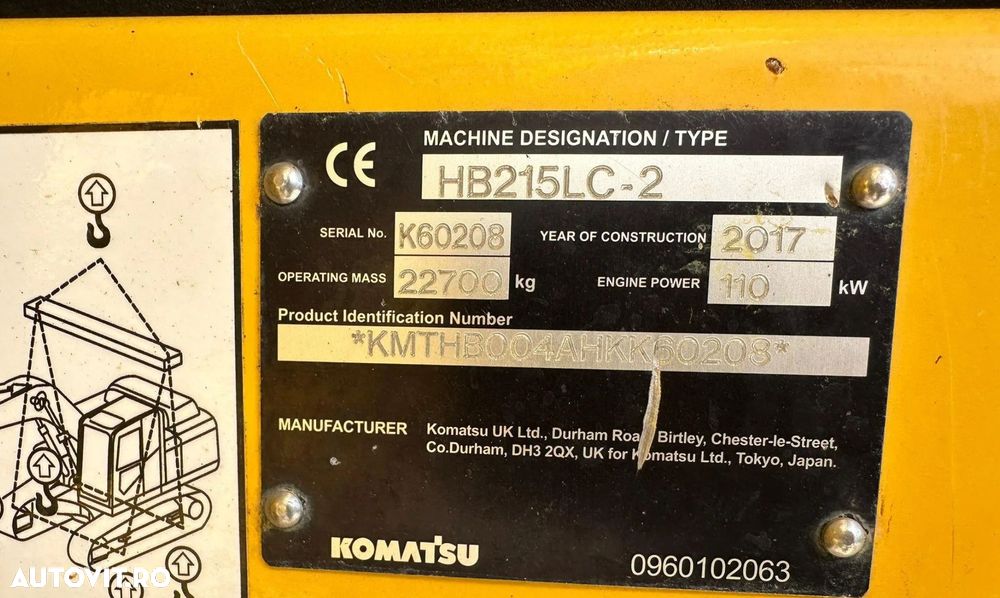 CE MACHINE DESIGNATION / TYPE
HB215LC-2
SERIAL No. K60208 YEAR OF CONSTRUCTION 2017
OPERATING MASS 22700 kg ENGINE POWER 110 kW
Product Identification Number
*KMTHB004AHKK60208*
MANUFACTURER Komatsu UK Ltd., Durham Road, Birtley, Chester-le-Street,
Co.Durham, DH3 2QX, UK for Komatsu Ltd., Tokyo, Japan.
KOMATSU 0960102063
AUTOVIT.RO